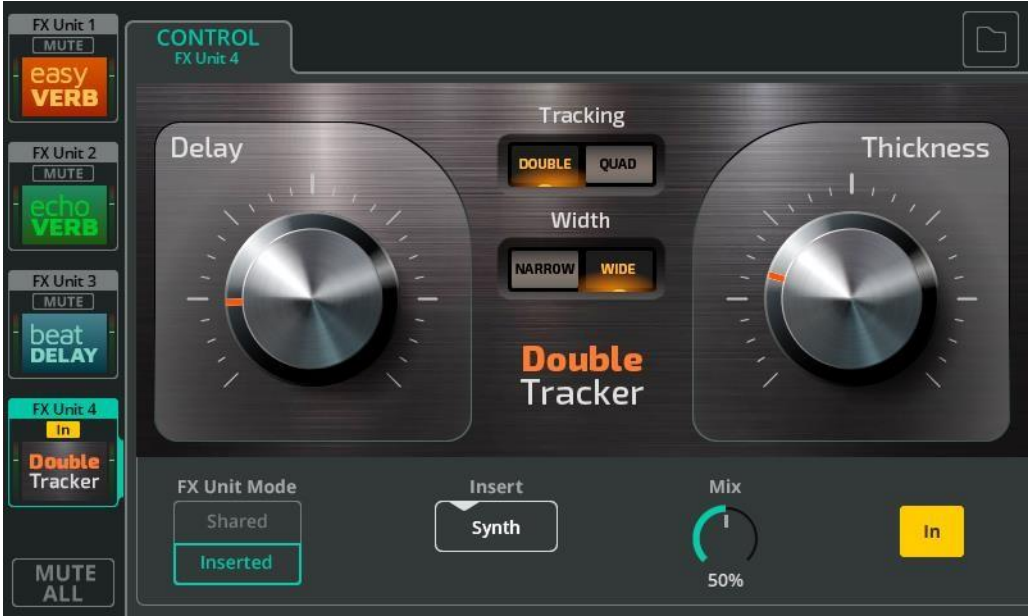 FX Unit 1
MUTE
easy
VERB
FX Unit 2
MUTE
echo
VERB
FX Unit 3
MUTE
beat
DELAY
FX Unit 4
In
Double
Tracker
MUTE
ALL
CONTROL
FX Unit 4
Delay
Tracking
DOUBLE QUAD
Width
NARROW WIDE
Double
Tracker
Thickness
FX Unit Mode
Shared
Inserted
Insert
Synth
Mix
50%
In